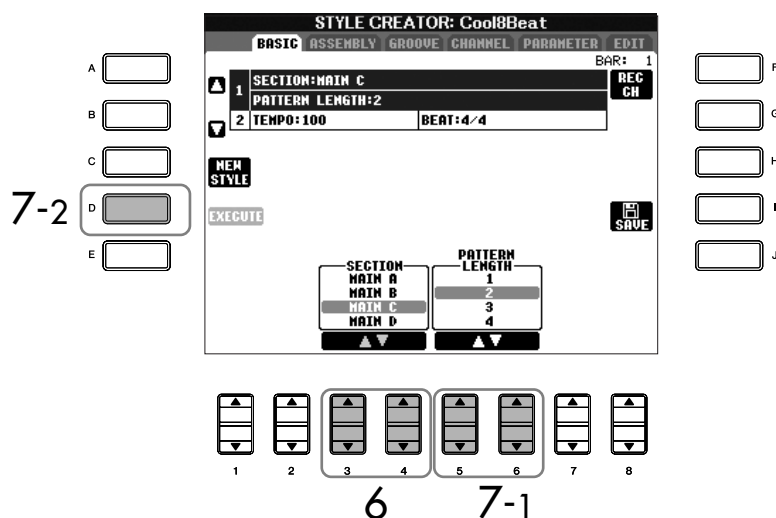 STYLE CREATOR: Cool8Beat
BASIC ASSEMBLY GROOVE CHANNEL PARAMETER EDIT
BAR: 1
A
F
1 SECTION:MAIN C
REC CH
PATTERN LENGTH:2
B
G
2 TEMPO:100 BEAT:4/4
C
H
NEW STYLE
7-2
D
I
EXECUTE
SAVE
E
J
SECTION
PATTERN LENGTH
MAIN A 1
MAIN B 2
MAIN C 3
MAIN D 4
1 2 3 4 5 6 7 8
6 7-1